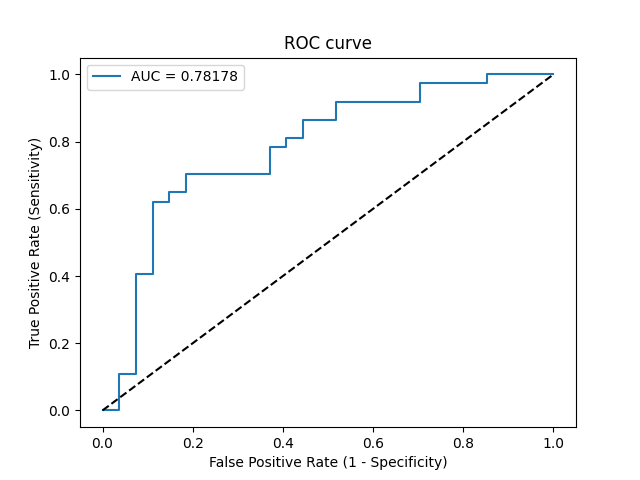 ROC curve
AUC = 0.78178
1.0
0.8
0.6
0.4
0.2
0.0
True Positive Rate (Sensitivity)
0.0 0.2 0.4 0.6 0.8 1.0
False Positive Rate (1 - Specificity)